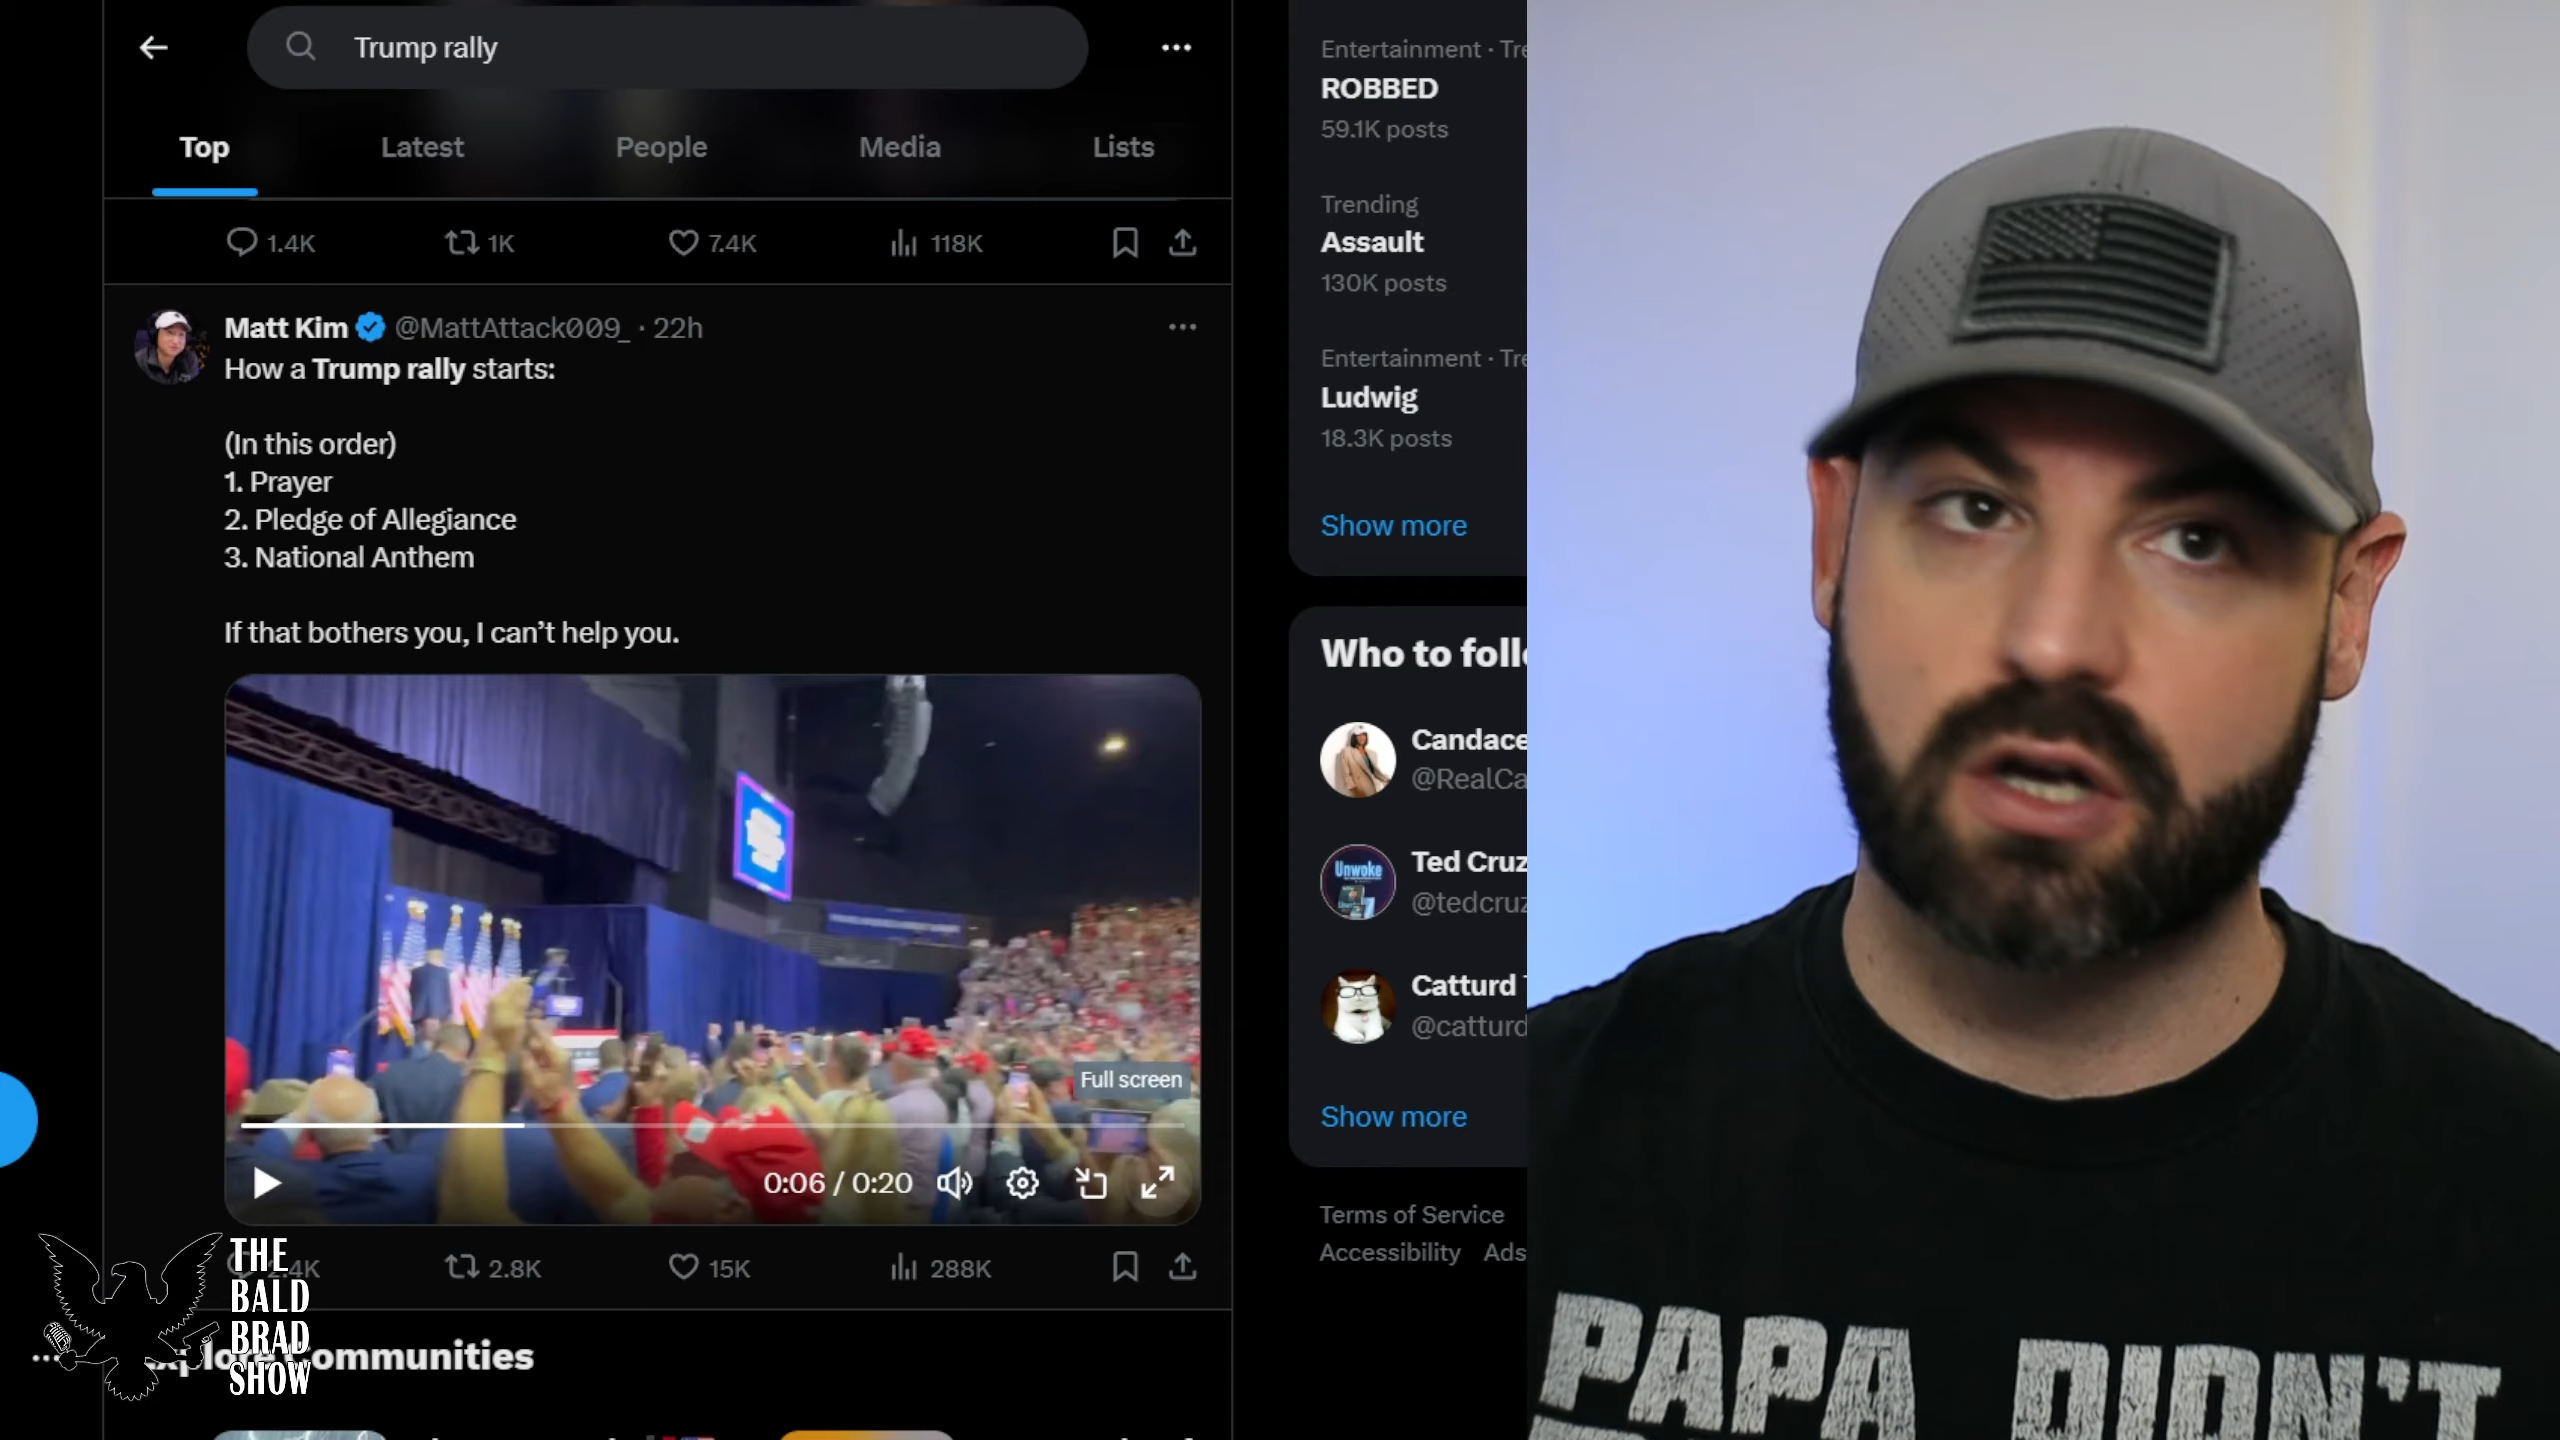 Trump rally
Top
Latest
People
Media
Lists
1.4K
1K
7.4K
118K
Matt Kim @MattAttack009_ · 22h
How a Trump rally starts:
(In this order)
1. Prayer
2. Pledge of Allegiance
3. National Anthem
If that bothers you, I can't help you.
Full screen
0:06 / 0:20
2.4K
2.8K
15K
288K
Explore Communities
THE
BALD
BRAD
SHOW
Entertainment · Tre
ROBBED
59.1K posts
Trending
Assault
130K posts
Entertainment · Tre
Ludwig
18.3K posts
Show more
Who to foll
Candace
@RealCa
Unwoke
Ted Cruz
@tedcruz
Catturd
@catturd
Show more
Terms of Service
Accessibility Ads
PAPA DIDN'T